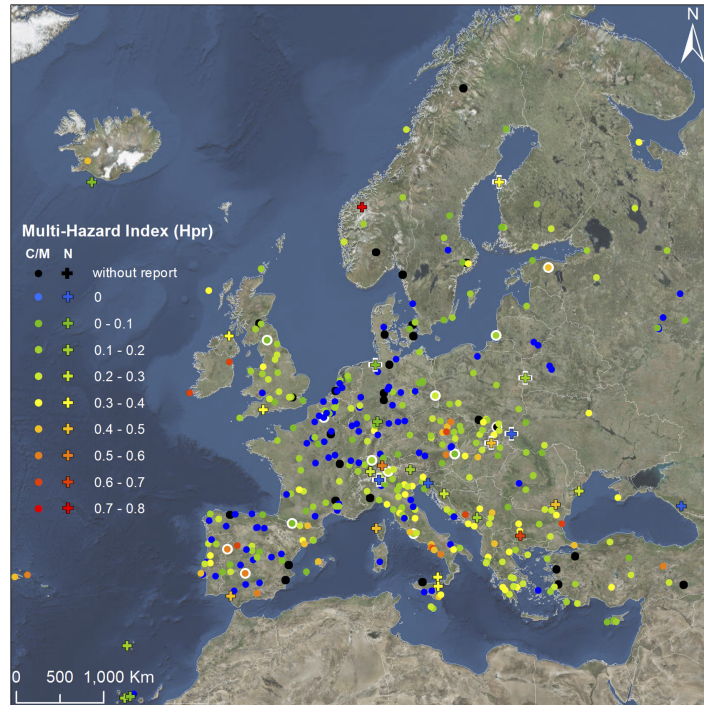 N
Multi-Hazard Index (Hpr)
C/M N
without report
0
0 - 0.1
0.1 - 0.2
0.2 - 0.3
0.3 - 0.4
0.4 - 0.5
0.5 - 0.6
0.6 - 0.7
0.7 - 0.8
0 500 1,000 Km